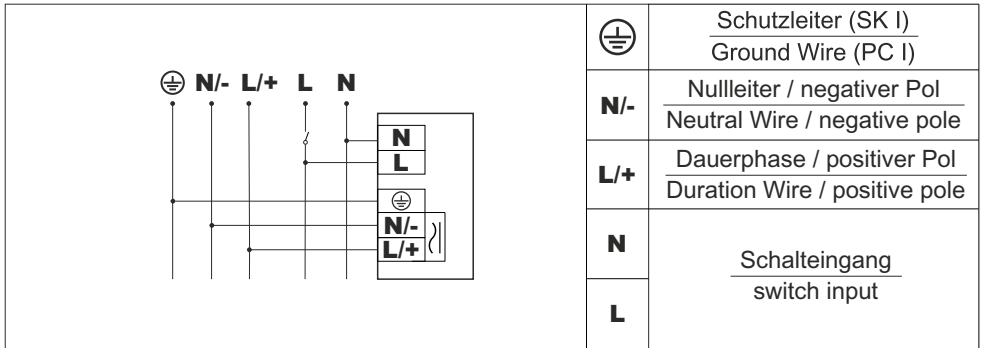 N/- L/+ L N
N
L
N/-
L/+
Schutzleiter (SK I)
Ground Wire (PC I)
N/-
Nullleiter / negativer Pol
Neutral Wire / negative pole
L/+
Dauerphase / positiver Pol
Duration Wire / positive pole
N
L
Schalteingang
switch input